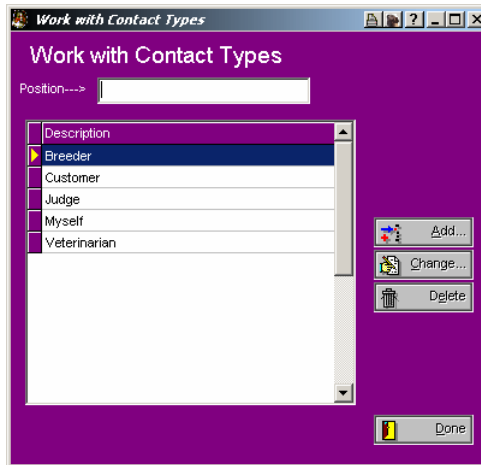 Work with Contact Types
Work with Contact Types
Position--->
Description
Breeder
Customer
Judge
Myself
Veterinarian
Add...
Change...
Delete
Done